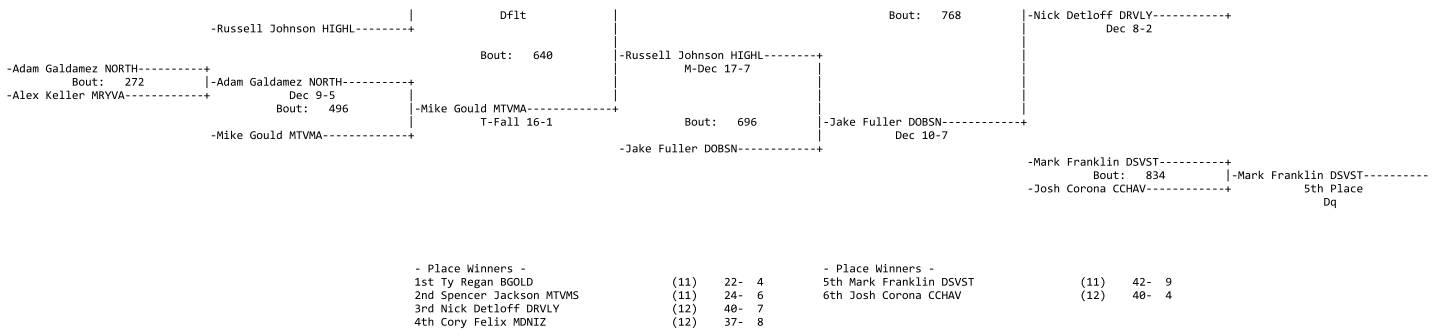 | Dflt | Bout: 768 |-Nick Detloff DRVLY-----------+
-Russell Johnson HIGHL--------+ | | Dec 8-2
Bout: 640 |-Russell Johnson HIGHL--------+
-Adam Galdamez NORTH----------+ M-Dec 17-7 |
Bout: 272 |-Adam Galdamez NORTH----------+
-Alex Keller MRYVA------------+ Dec 9-5 |
Bout: 496 |-Mike Gould MTVMA-------------+
| T-Fall 16-1 Bout: 696 |-Jake Fuller DOBSN------------+
-Mike Gould MTVMA-------------+ | Dec 10-7
-Jake Fuller DOBSN------------+
-Mark Franklin DSVST----------+
Bout: 834 |-Mark Franklin DSVST----------
-Josh Corona CCHAV------------+ 5th Place
Dq
- Place Winners - - Place Winners -
1st Ty Regan BGOLD (11) 22- 4 5th Mark Franklin DSVST (11) 42- 9
2nd Spencer Jackson MTVMS (11) 24- 6 6th Josh Corona CCHAV (12) 40- 4
3rd Nick Detloff DRVLY (12) 40- 7
4th Cory Felix MDNIZ (12) 37- 8